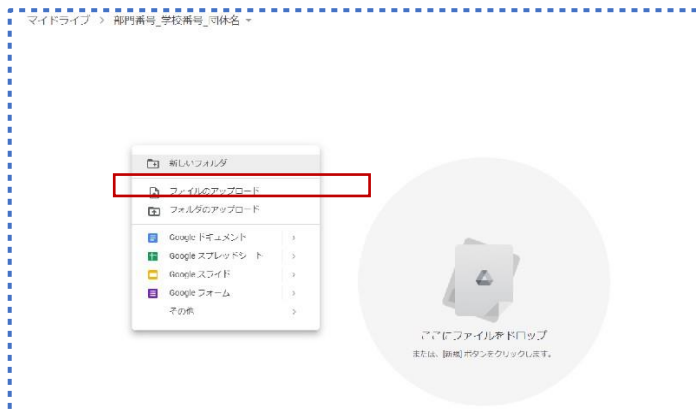 マイドライブ > 部門番号_学校番号_団体名
新しいフォルダ
ファイルのアップロード
フォルダのアップロード
Google ドキュメント
Google スプレッドシート
Google スライド
Google フォーム
その他
ここにファイルをドロップ
または、[新規] ボタンをクリックします。